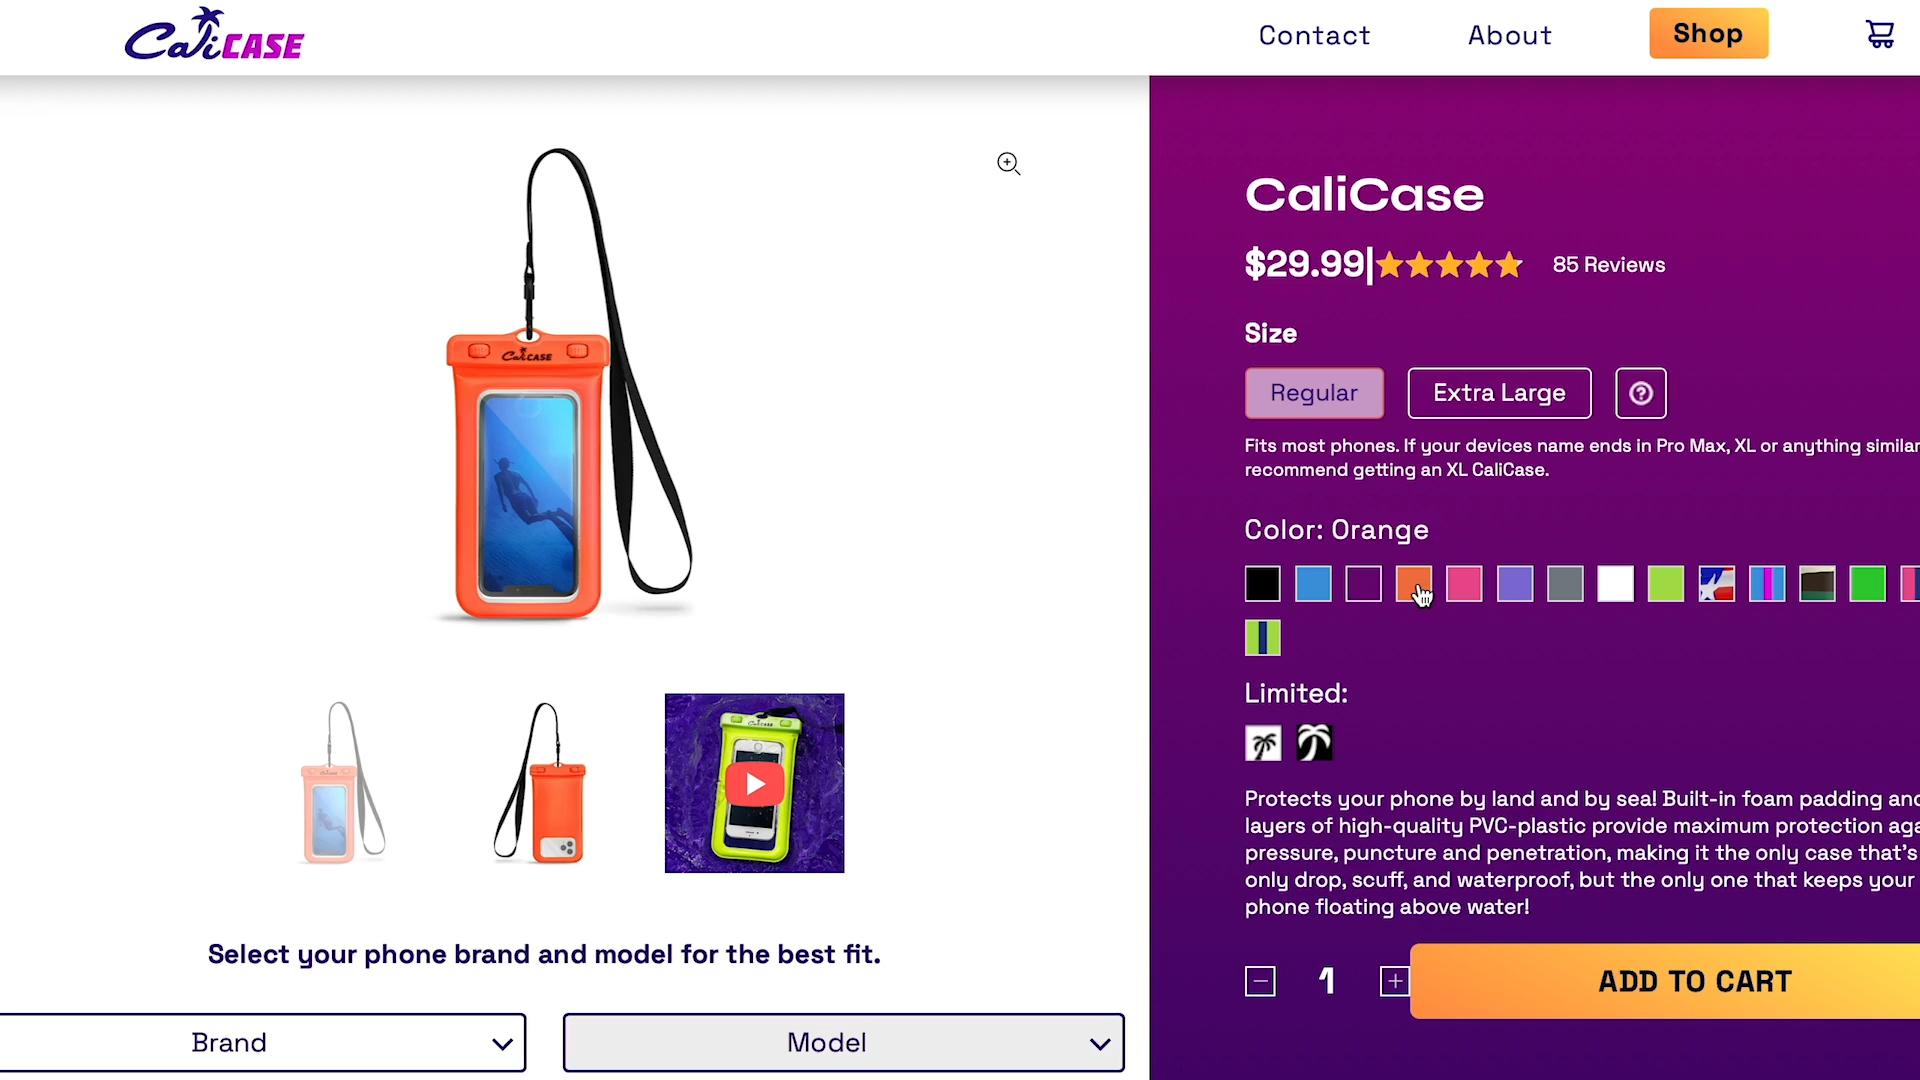 CaliCASE
Contact
About
Shop
CaliCASE
CaliCase
$29.99|
85 Reviews
Size
Regular
Extra Large
Fits most phones. If your devices name ends in Pro Max, XL or anything similar
recommend getting an XL CaliCase.
Color: Orange
Limited:
Protects your phone by land and by sea! Built-in foam padding and
layers of high-quality PVC-plastic provide maximum protection aga
pressure, puncture and penetration, making it the only case that's
only drop, scuff, and waterproof, but the only one that keeps your
phone floating above water!
1
ADD TO CART
Select your phone brand and model for the best fit.
Brand
Model